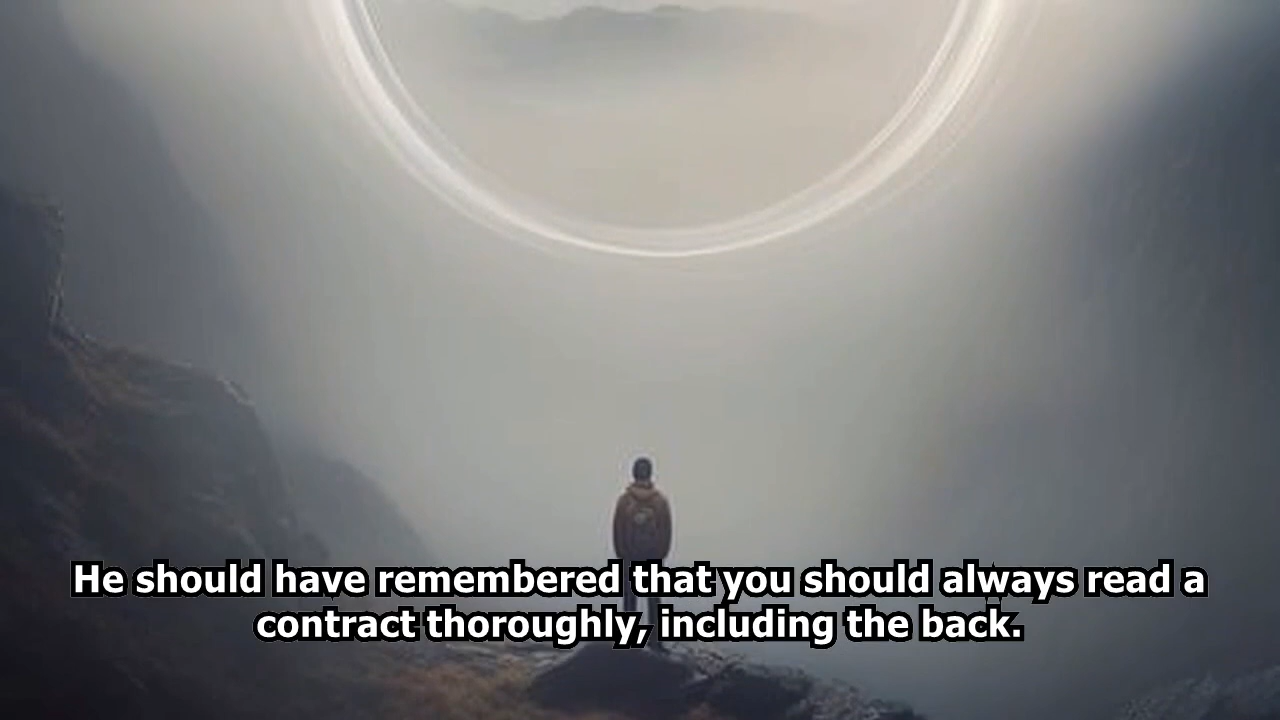 He should have remembered that you should always read a
contract thoroughly, including the back.